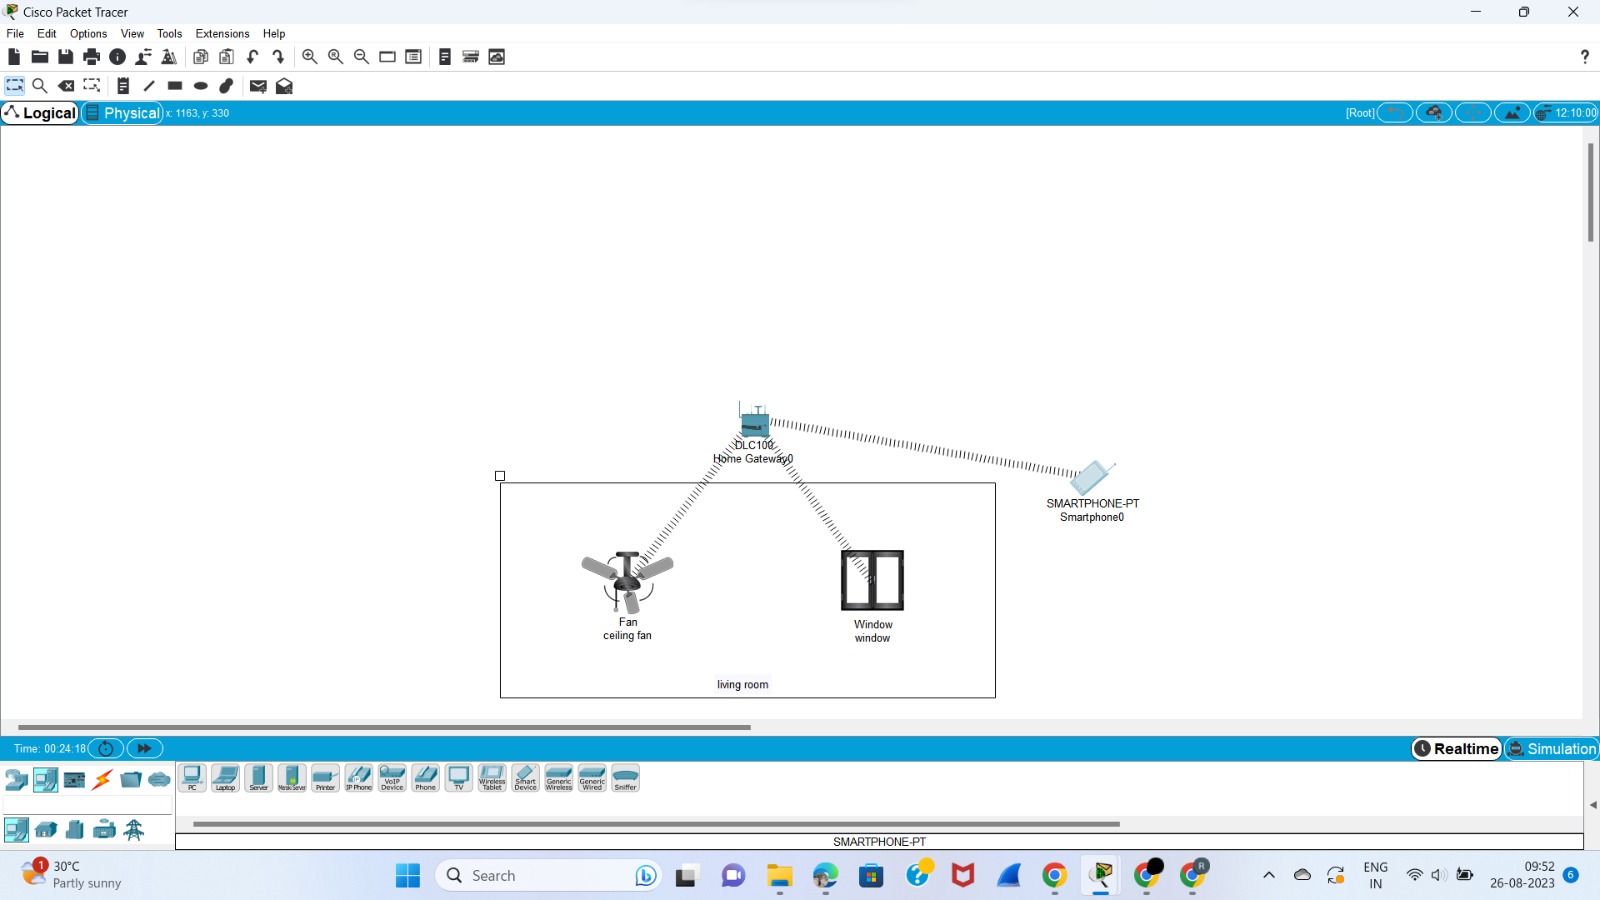 Cisco Packet Tracer
File Edit Options View Tools Extensions Help
?
Logical Physical x: 1163, y: 330 [Root] 12:10:00
DLC100
Home Gateway0
SMARTPHONE-PT
Smartphone0
Fan
ceiling fan
Window
window
living room
Time: 00:24:18 Realtime Simulation
PC Laptop Server Printer IP Phone VoIP Device Phone TV Wireless Tablet Smart Device Generic Wireless Generic Wired Sniffer
SMARTPHONE-PT
1 30°C
Partly sunny
Search
R
ENG
IN
09:52
26-08-2023
6